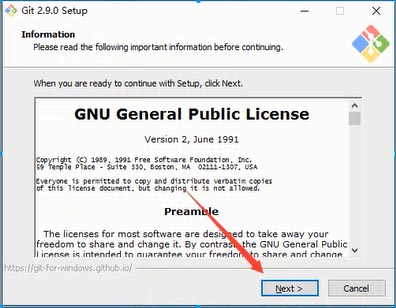 Git 2.9.0 Setup
Information
Please read the following important information before continuing.
When you are ready to continue with Setup, click Next.
GNU General Public License
Version 2, June 1991
Copyright (C) 1989, 1991 Free Software Foundation, Inc.
59 Temple Place - Suite 330, Boston, MA 02111-1307, USA
Everyone is permitted to copy and distribute verbatim copies
of this license document, but changing it is not allowed.
Preamble
The licenses for most software are designed to take away your
freedom to share and change it. By contrast, the GNU General Public
License is intended to guarantee your freedom to share and change
https://git-for-windows.github.io/
Next >
Cancel